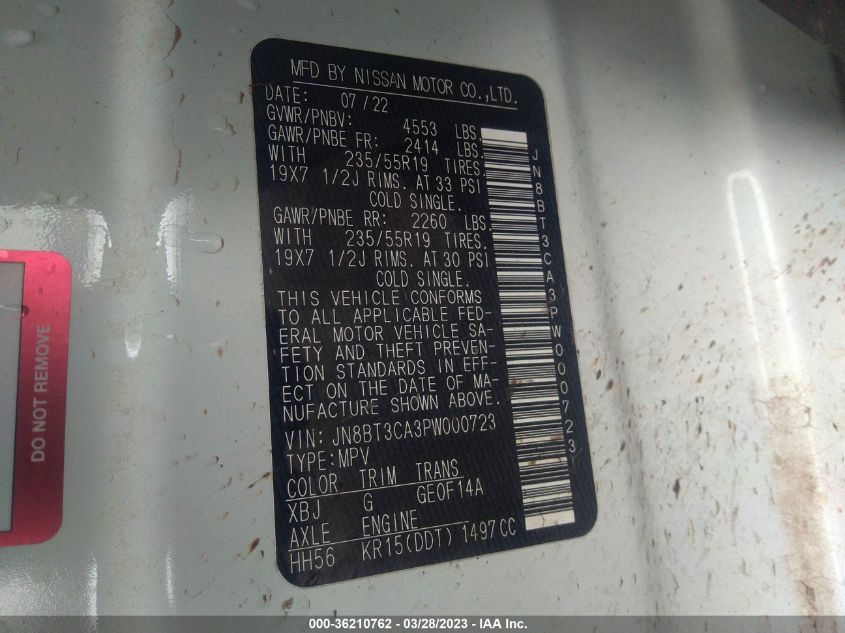 MFD BY NISSAN MOTOR CO.,LTD.
DATE: 07/22
GVWR/PNBV: 4553 LBS.
GAWR/PNBE FR: 2414 LBS.
WITH 235/55R19 TIRES.
19X7 1/2J RIMS. AT 33 PSI
COLD SINGLE.
GAWR/PNBE RR: 2260 LBS.
WITH 235/55R19 TIRES.
19X7 1/2J RIMS. AT 30 PSI
COLD SINGLE.
THIS VEHICLE CONFORMS
TO ALL APPLICABLE FED-
ERAL MOTOR VEHICLE SA-
FETY AND THEFT PREVEN-
TION STANDARDS IN EFF-
ECT ON THE DATE OF MA-
NUFACTURE SHOWN ABOVE.
VIN: JN8BT3CA3PW000723
TYPE:MPV
COLOR TRIM TRANS
XBJ G GE0F14A
AXLE ENGINE
HH56 KR15(DDT) 1497CC
JN8BT3CA3PW000723
DO NOT REMOVE
000-36210762 - 03/28/2023 - IAA Inc.